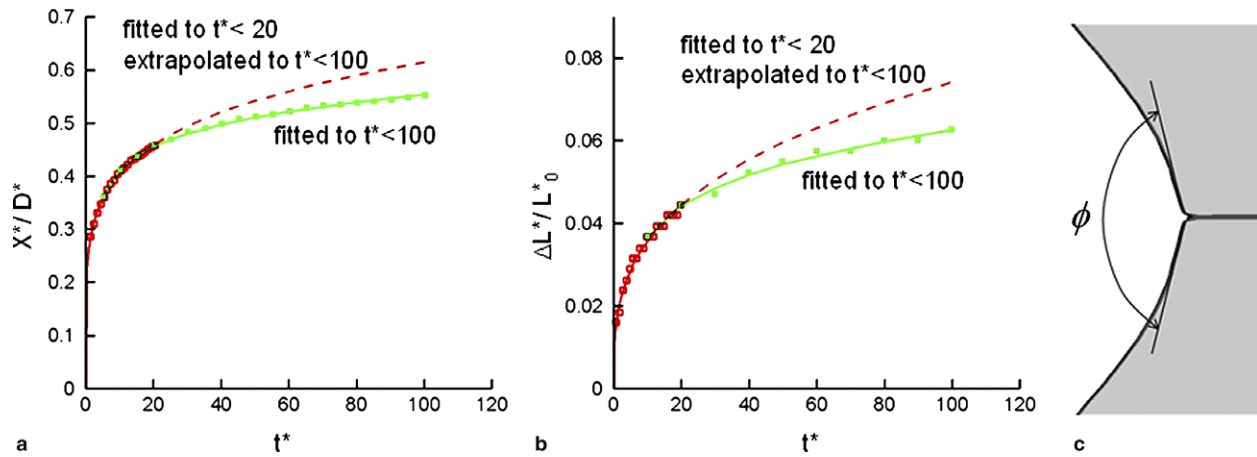 0.7
0.6
0.5
0.4
0.3
0.2
0.1
0
X*/ D*
fitted to t*< 20
extrapolated to t*<100
fitted to t*<100
0 20 40 60 80 100 120
a
t*
0.08
0.06
0.04
0.02
0
ΔL*/ L*0
fitted to t*< 20
extrapolated to t*<100
fitted to t*<100
0 20 40 60 80 100 120
b
t*
ϕ
c